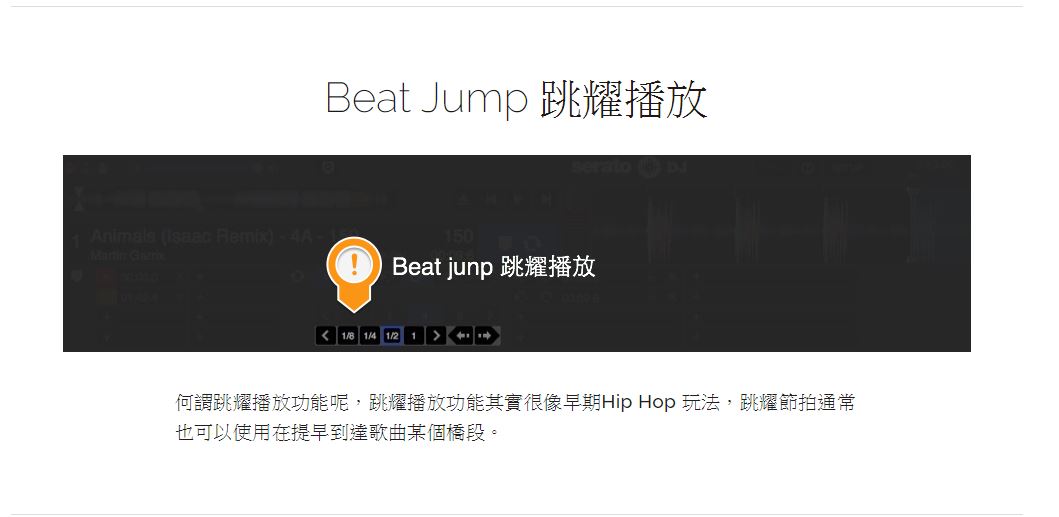 Beat Jump 跳耀播放
serato DJ
1 Animals (Isaac Remix) - 4A - 150
150
Martin Garrix
Beat junp 跳耀播放
1/8 1/4 1/2 1
何謂跳耀播放功能呢，跳耀播放功能其實很像早期Hip Hop 玩法，跳耀節拍通常
也可以使用在提早到達歌曲某個橋段。